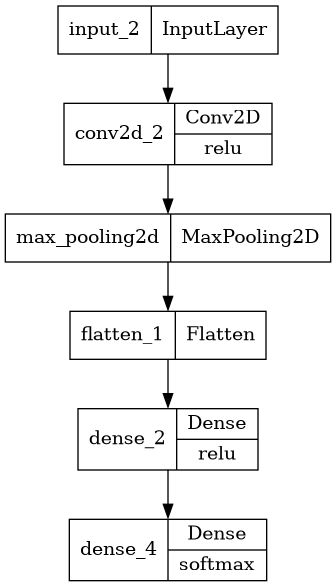 input_2 InputLayer
conv2d_2 Conv2D
relu
max_pooling2d MaxPooling2D
flatten_1 Flatten
dense_2 Dense
relu
dense_4 Dense
softmax